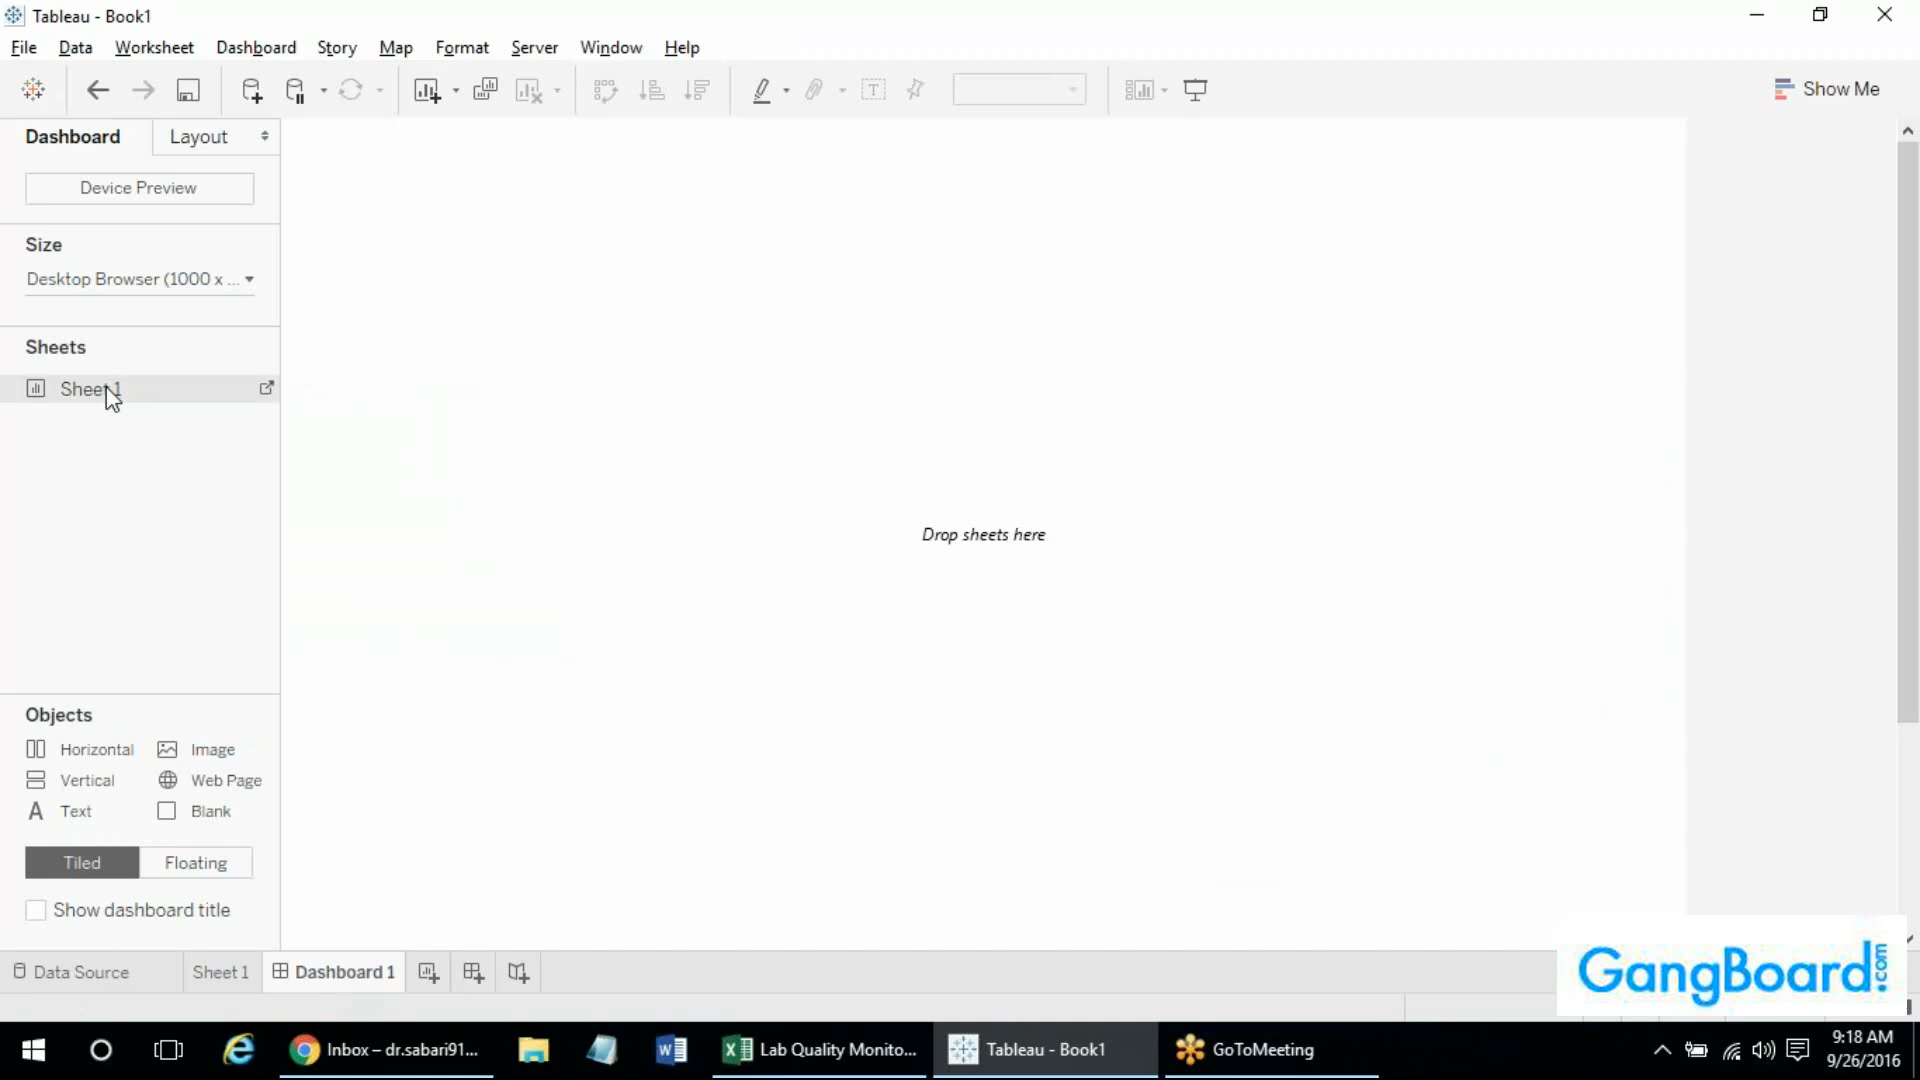 Tableau - Book1
File Data Worksheet Dashboard Story Map Format Server Window Help
Show Me
Dashboard Layout
Device Preview
Size
Desktop Browser (1000 x ...
Sheets
Sheet 1
Drop sheets here
Objects
Horizontal Image
Vertical Web Page
A Text Blank
Tiled Floating
Show dashboard title
Data Source Sheet 1 Dashboard 1
GangBoard.com
Inbox – dr.sabari91... Lab Quality Monito... Tableau - Book1 GoToMeeting
9:18 AM
9/26/2016